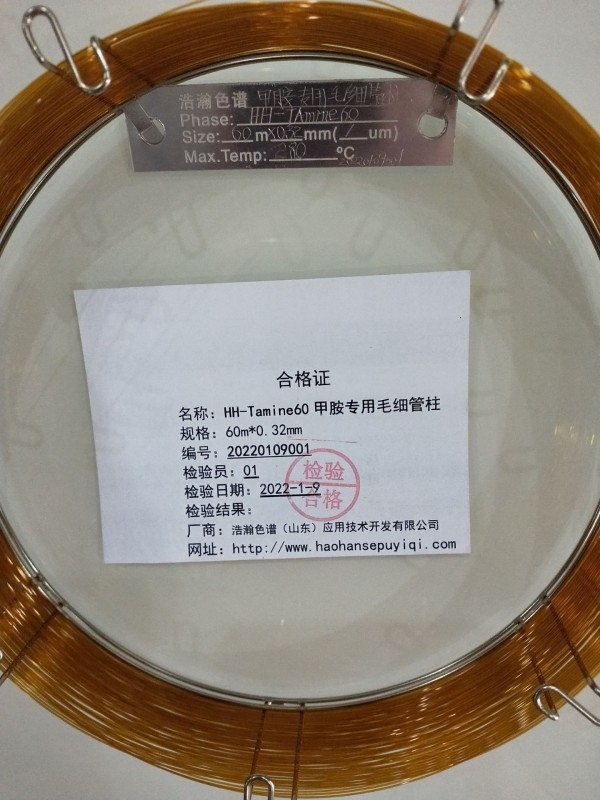 浩瀚色谱 甲胺专用毛细管柱
Phase: HH-TAmine60
Size: 60 m×0.32 mm( / um)
Max.Temp: 280 °C 20220109001
合格证
名称：HH-Tamine60 甲胺专用毛细管柱
规格：60m*0.32mm
编号：20220109001
检验员：01
检验日期：2022-1-9
检验结果：
检验
合格
厂商：浩瀚色谱（山东）应用技术开发有限公司
网址：http://www.haohansepuyiqi.com